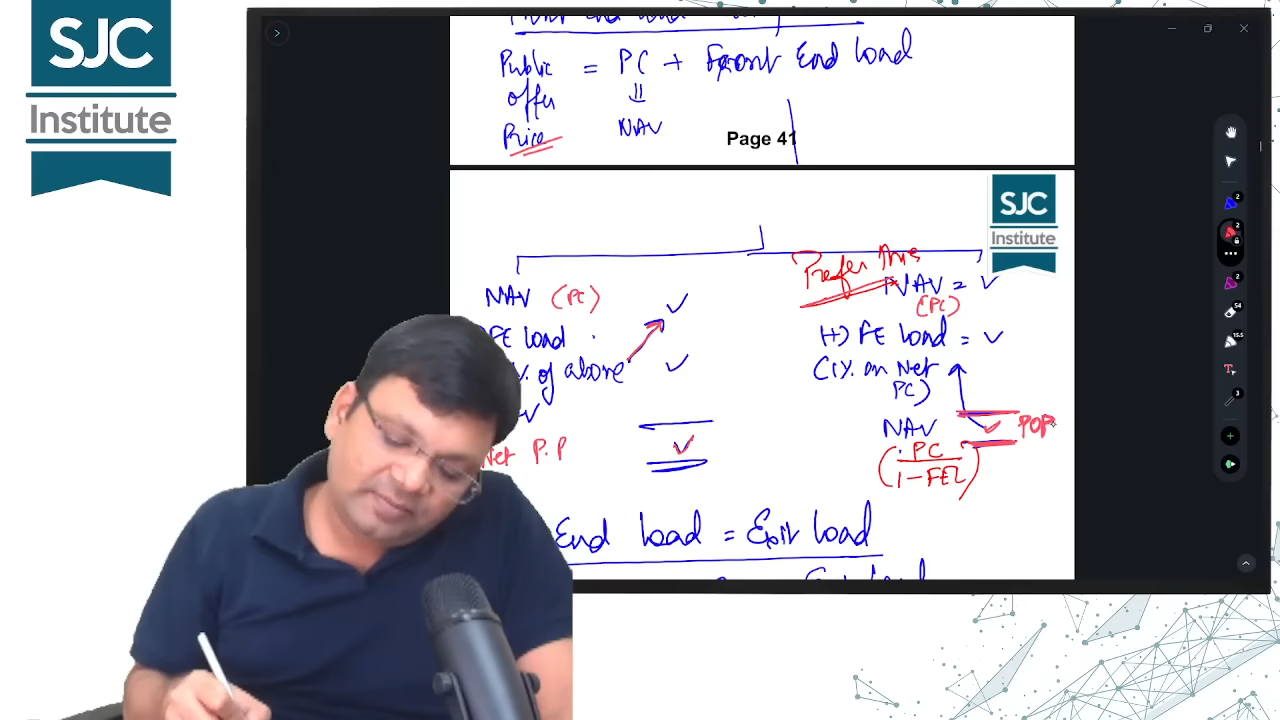 SJC
Institute
Public = PC + Front End load
offer ||
Price NAV
Page 41
SJC
Institute
Prefer this
NAV (PC) ✓
NAV = ✓
(PC)
FE load
of above ✓
(+) FE load = ✓
(1% on Net
PC)
Net P.P ✓
NAV ✓ POP
(PC / 1-FEL)
End load = Exit load